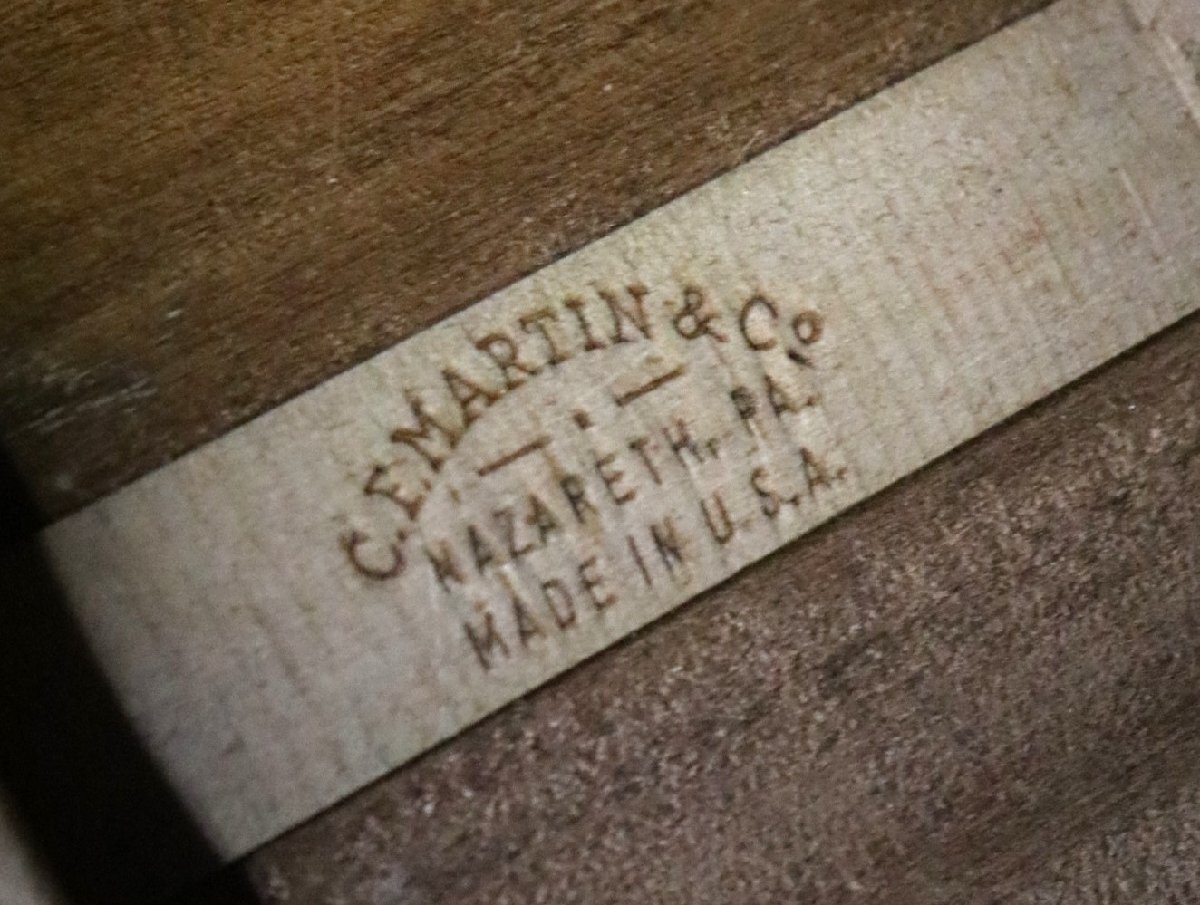 C.F. MARTIN & Co
NAZARETH, PA.
MADE IN U.S.A.